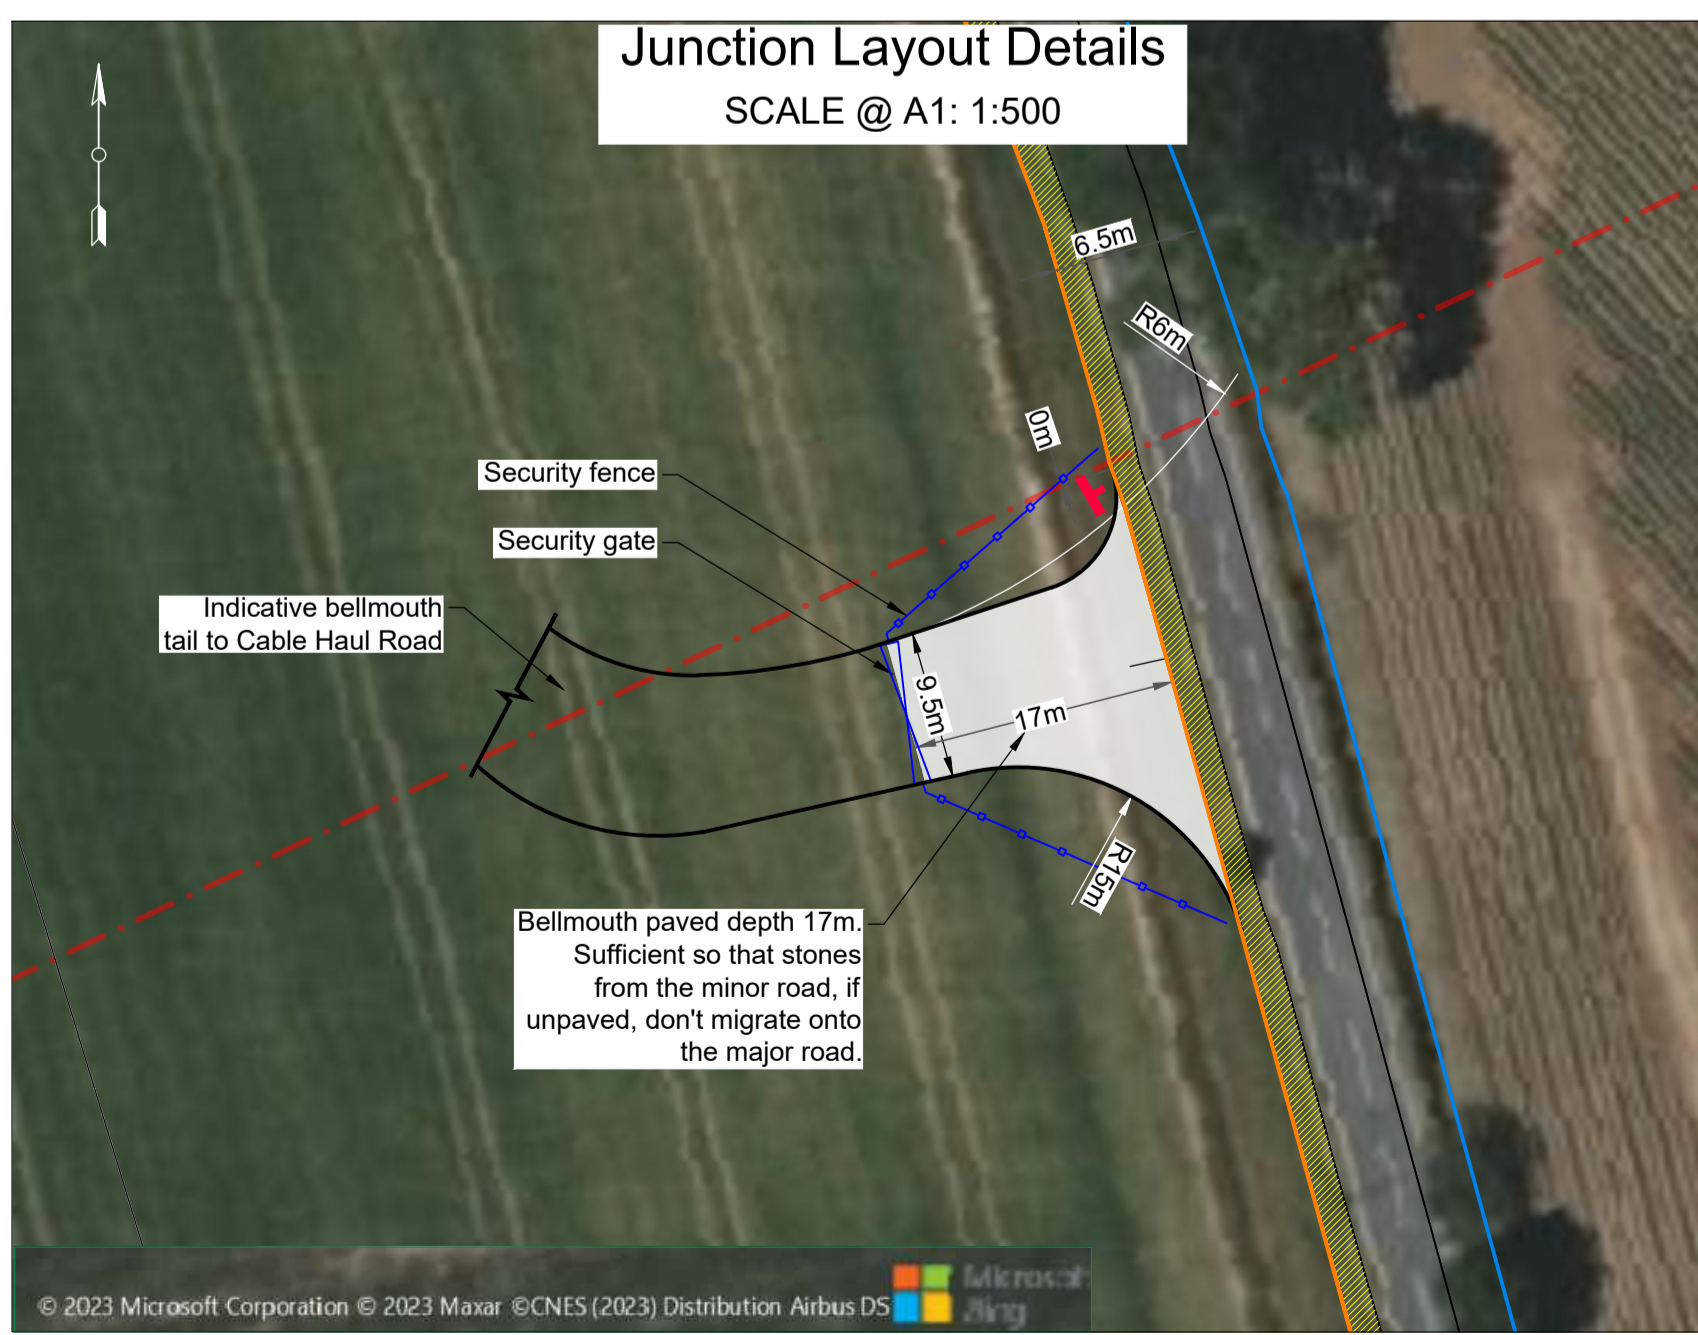 Junction Layout Details
SCALE @ A1: 1:500
6.5m
R6m
0m
Security fence
Security gate
Indicative bellmouth
tail to Cable Haul Road
9.5m
17m
R15m
Bellmouth paved depth 17m.
Sufficient so that stones
from the minor road, if
unpaved, don't migrate onto
the major road.
© 2023 Microsoft Corporation © 2023 Maxar ©CNES (2023) Distribution Airbus DS
Microsoft
Bing